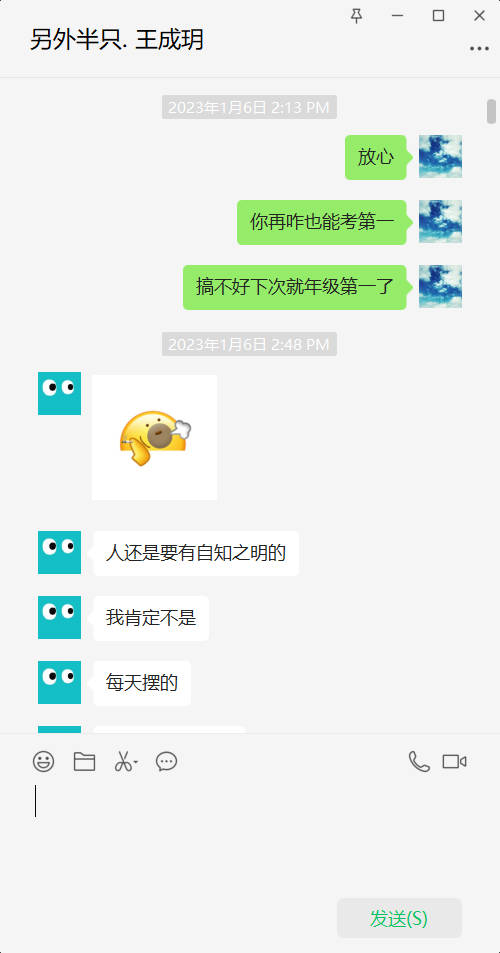 另外半只. 王成玥
2023年1月6日 2:13 PM
放心
你再咋也能考第一
搞不好下次就年级第一了
2023年1月6日 2:48 PM
人还是要有自知之明的
我肯定不是
每天摆的
发送(S)